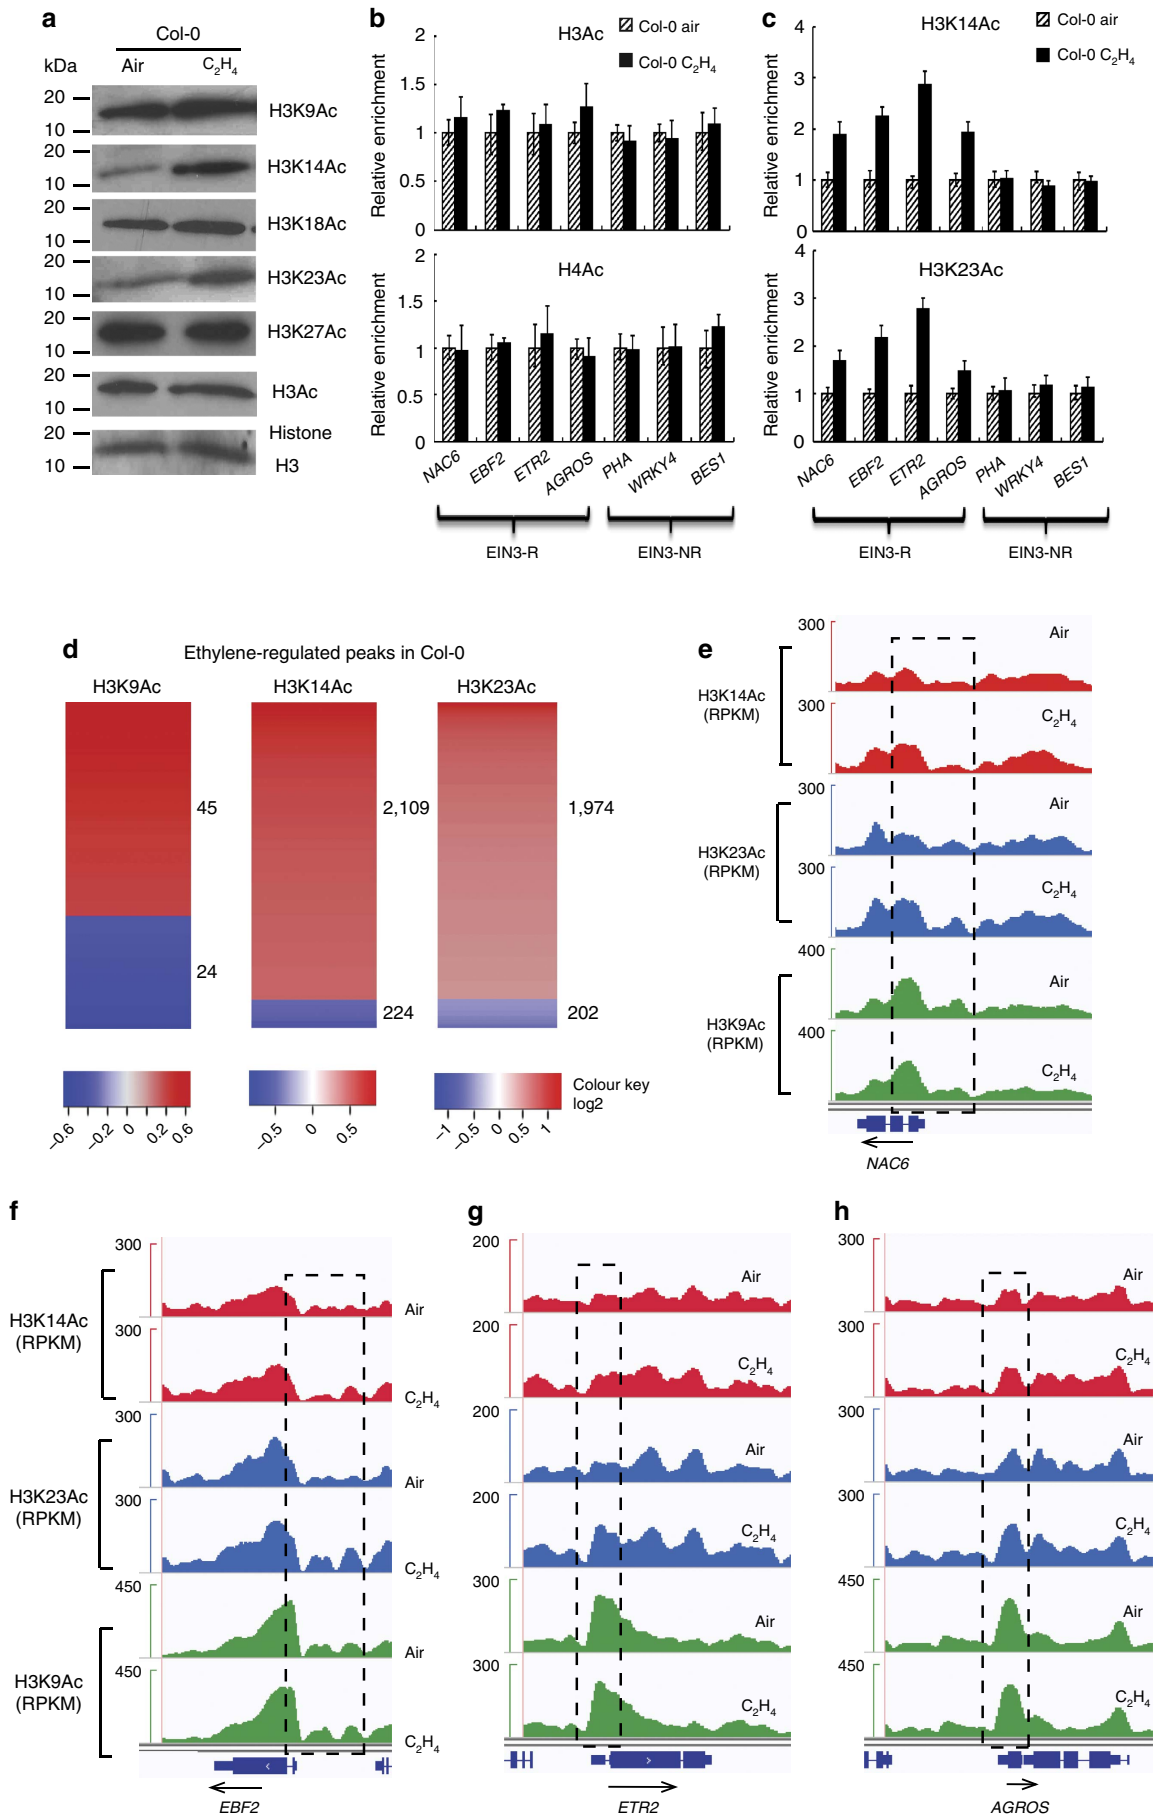 a
Col-0
kDa
Air
C2H4
20
10
H3K9Ac
20
10
H3K14Ac
20
10
H3K18Ac
20
10
H3K23Ac
20
10
H3K27Ac
20
10
H3Ac
20
10
Histone
H3
b
H3Ac
Col-0 air
Col-0 C2H4
Relative enrichment
2
1.5
1
0.5
0
H4Ac
Relative enrichment
2
1.5
1
0.5
0
NAC6
EBF2
ETR2
AGROS
PHA
WRKY4
BES1
EIN3-R
EIN3-NR
c
H3K14Ac
Col-0 air
Col-0 C2H4
Relative enrichment
4
3
2
1
0
H3K23Ac
Relative enrichment
4
3
2
1
0
NAC6
EBF2
ETR2
AGROS
PHA
WRKY4
BES1
EIN3-R
EIN3-NR
d
Ethylene-regulated peaks in Col-0
H3K9Ac
H3K14Ac
H3K23Ac
45
2,109
1,974
24
224
202
−0.6
−0.2
0
0.2
0.6
−0.5
0
0.5
−1
−0.5
0
0.5
1
Colour key
log2
e
H3K14Ac
(RPKM)
300
Air
300
C2H4
H3K23Ac
(RPKM)
300
Air
300
C2H4
H3K9Ac
(RPKM)
400
Air
400
C2H4
NAC6
f
H3K14Ac
(RPKM)
300
Air
300
C2H4
H3K23Ac
(RPKM)
300
Air
300
C2H4
H3K9Ac
(RPKM)
450
Air
450
C2H4
EBF2
g
200
Air
200
C2H4
200
Air
200
C2H4
300
Air
300
C2H4
ETR2
h
300
Air
300
C2H4
300
Air
300
C2H4
450
Air
450
C2H4
AGROS